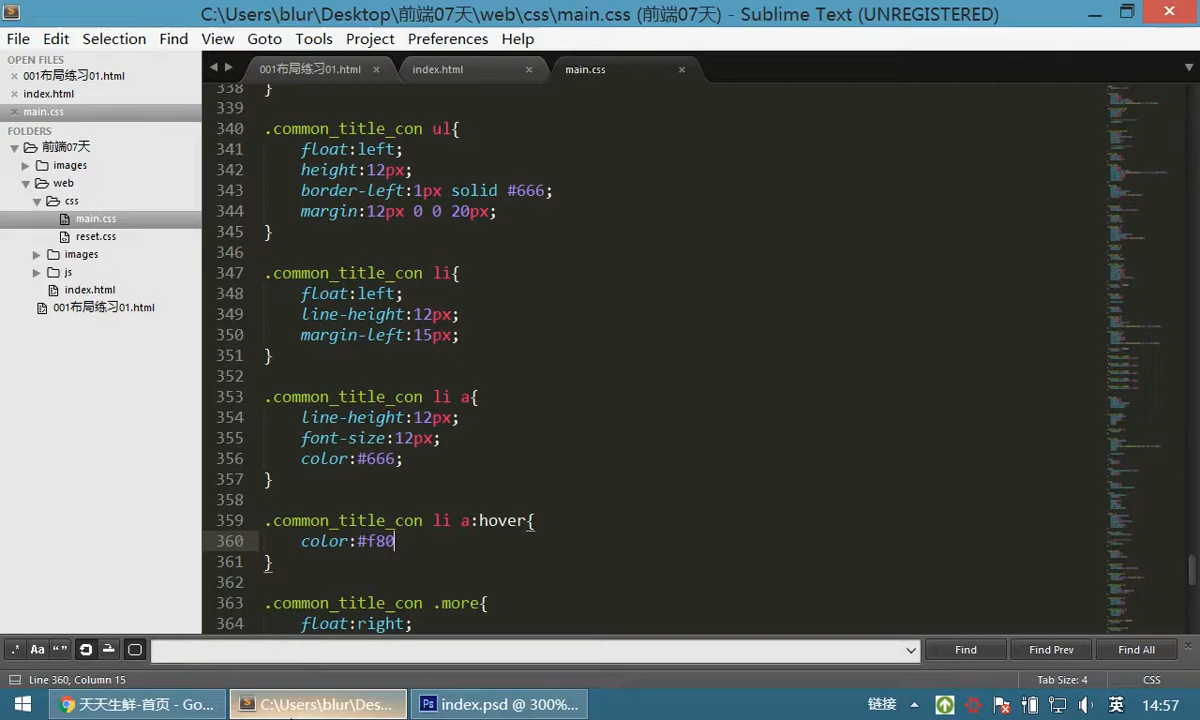 C:\Users\blur\Desktop\前端07天\web\css\main.css (前端07天) - Sublime Text (UNREGISTERED)
File Edit Selection Find View Goto Tools Project Preferences Help
OPEN FILES
001布局练习01.html
index.html
main.css
FOLDERS
前端07天
images
web
css
main.css
reset.css
images
js
index.html
001布局练习01.html
001布局练习01.html index.html main.css
338 }
339
340 .common_title_con ul{
341 float:left;
342 height:12px;
343 border-left:1px solid #666;
344 margin:12px 0 0 20px;
345 }
346
347 .common_title_con li{
348 float:left;
349 line-height:12px;
350 margin-left:15px;
351 }
352
353 .common_title_con li a{
354 line-height:12px;
355 font-size:12px;
356 color:#666;
357 }
358
359 .common_title_con li a:hover{
360 color:#f80
361 }
362
363 .common_title_con .more{
364 float:right;
.* Aa “ ” Find Find Prev Find All
Line 360, Column 15 Tab Size: 4 CSS
天天生鲜-首页 - Go... C:\Users\blur\Des... Ps index.psd @ 300%... 链接 英 14:57